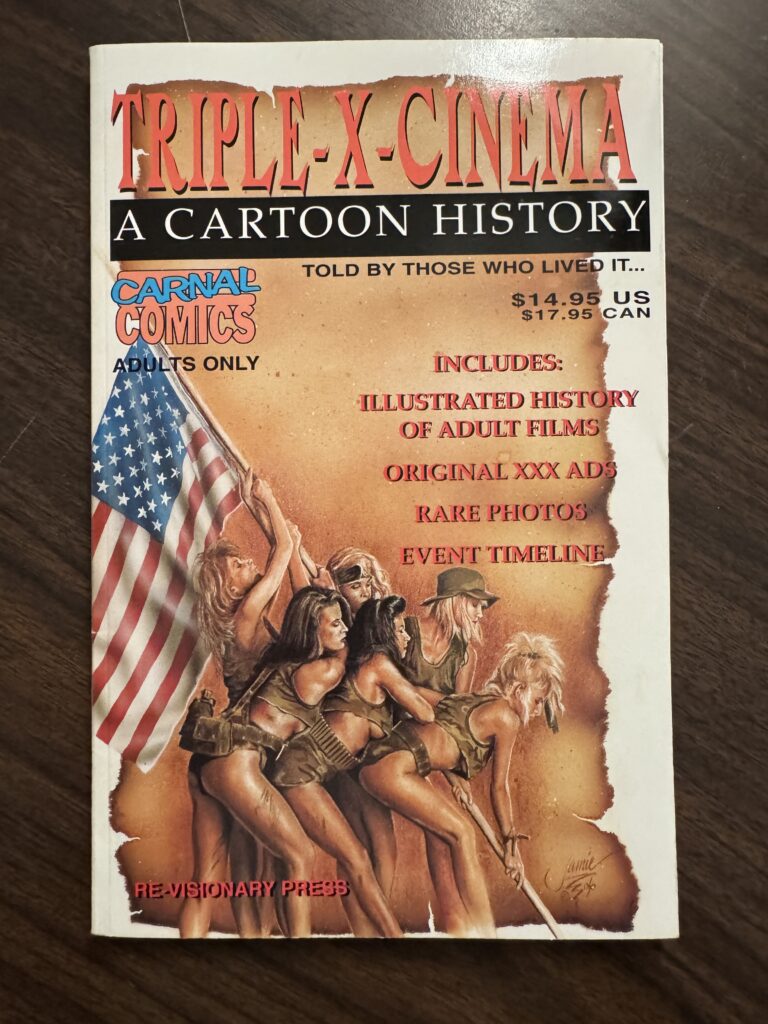 TRIPLE-X-CINEMA
A CARTOON HISTORY
TOLD BY THOSE WHO LIVED IT...
$14.95 US
$17.95 CAN
CARNAL
COMICS
ADULTS ONLY
INCLUDES:
ILLUSTRATED HISTORY
OF ADULT FILMS
ORIGINAL XXX ADS
RARE PHOTOS
EVENT TIMELINE
RE-VISIONARY PRESS
Jamie